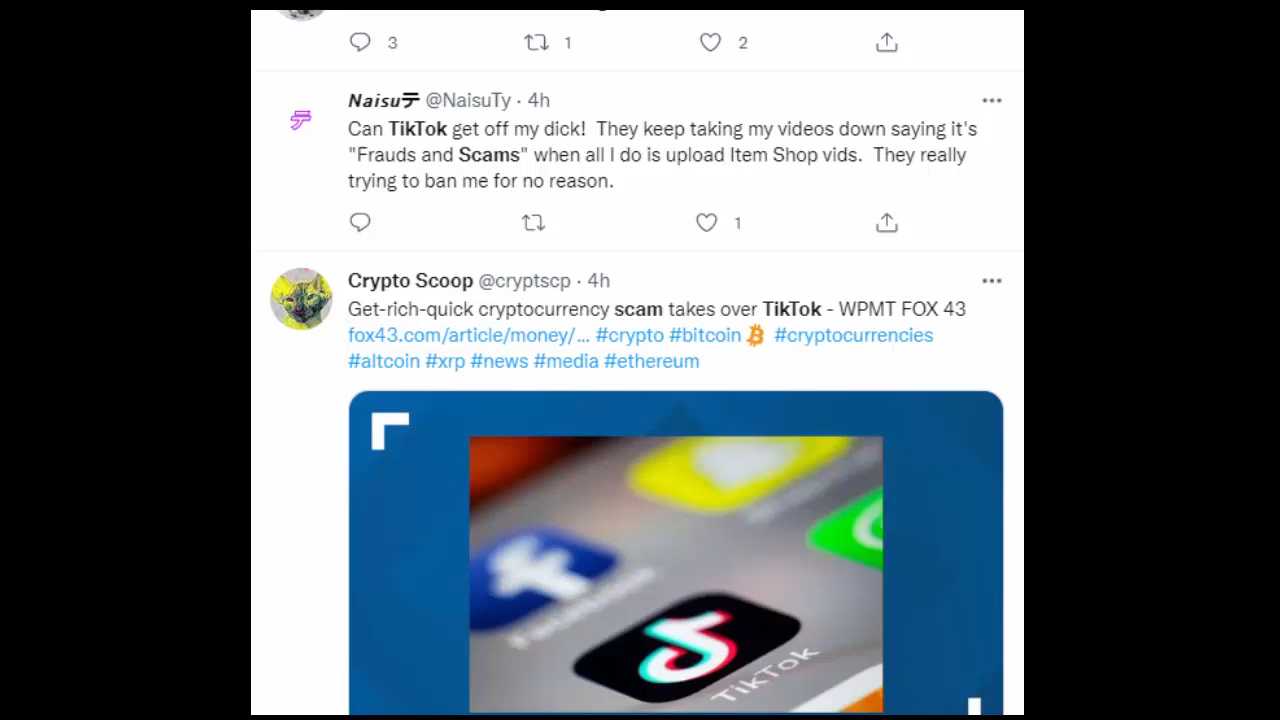 3 1 2
Naisuテ @NaisuTy · 4h
Can TikTok get off my dick! They keep taking my videos down saying it's
"Frauds and Scams" when all I do is upload Item Shop vids. They really
trying to ban me for no reason.
1
Crypto Scoop @cryptscp · 4h
Get-rich-quick cryptocurrency scam takes over TikTok - WPMT FOX 43
fox43.com/article/money/... #crypto #bitcoin #cryptocurrencies
#altcoin #xrp #news #media #ethereum
Facebook
TikTok